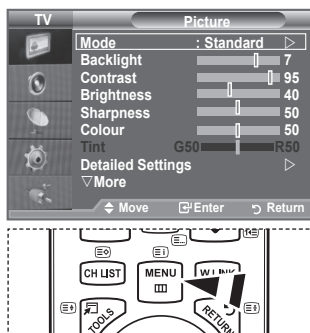 TV Picture
Mode : Standard
Backlight 7
Contrast 95
Brightness 40
Sharpness 50
Colour 50
Tint G50 R50
Detailed Settings
▽More
Move Enter Return
CH LIST MENU W.LINK
TOOLS RETURN